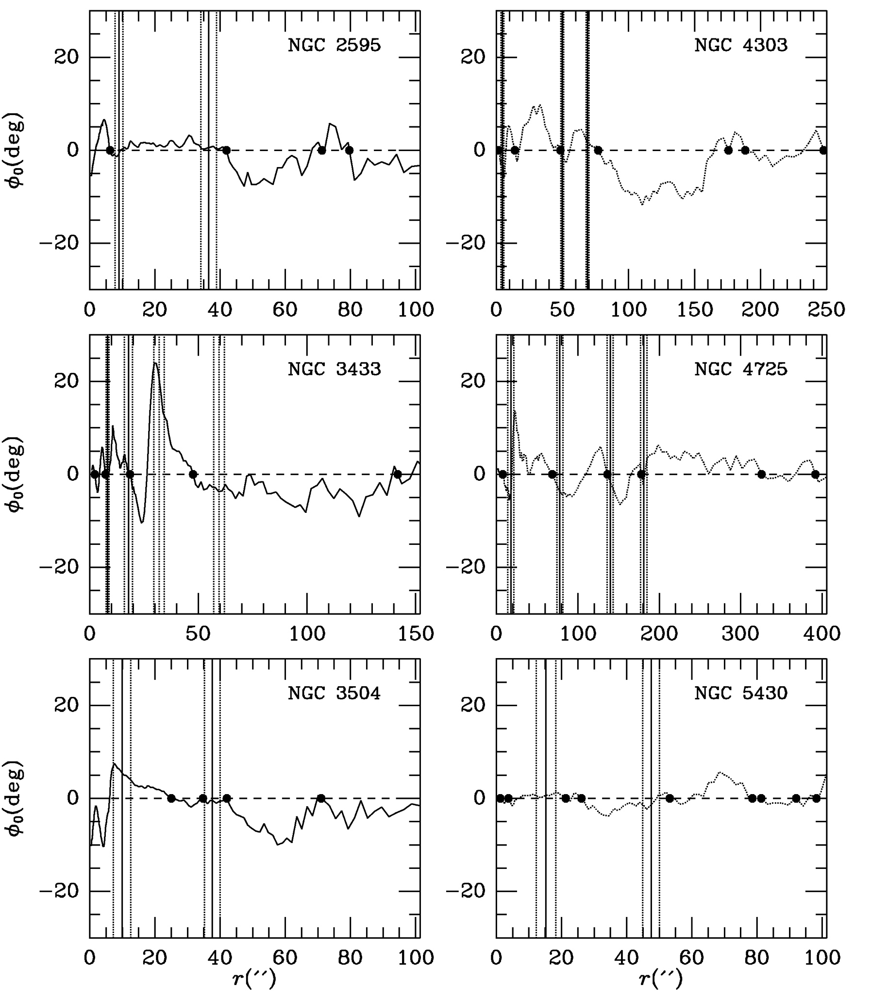 NGC 2595
NGC 4303
20
0
−20
ϕ₀(deg)
0 20 40 60 80 100
20
0
−20
0 50 100 150 200 250
NGC 3433
NGC 4725
20
0
−20
ϕ₀(deg)
0 50 100 150
20
0
−20
0 100 200 300 400
NGC 3504
NGC 5430
20
0
−20
ϕ₀(deg)
0 20 40 60 80 100
r(′′)
20
0
−20
0 20 40 60 80 100
r(′′)